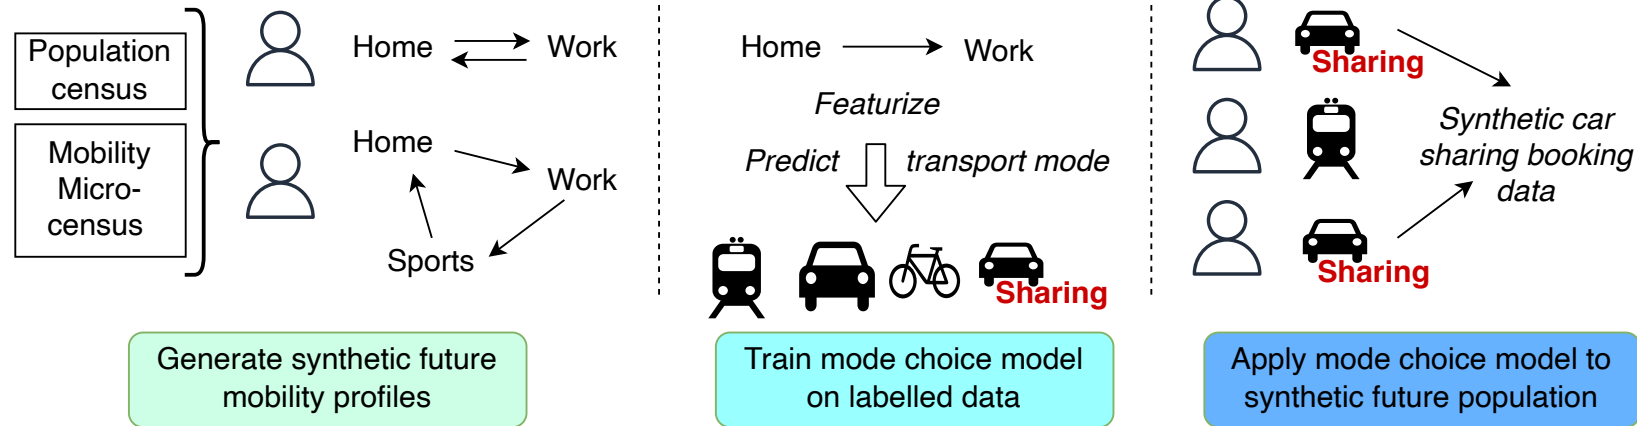 Population
census
Mobility
Micro-
census
Home
Work
Home
Work
Sports
Generate synthetic future
mobility profiles
Home
Work
Featurize
Predict
transport mode
Sharing
Train mode choice model
on labelled data
Sharing
Synthetic car
sharing booking
data
Sharing
Apply mode choice model to
synthetic future population